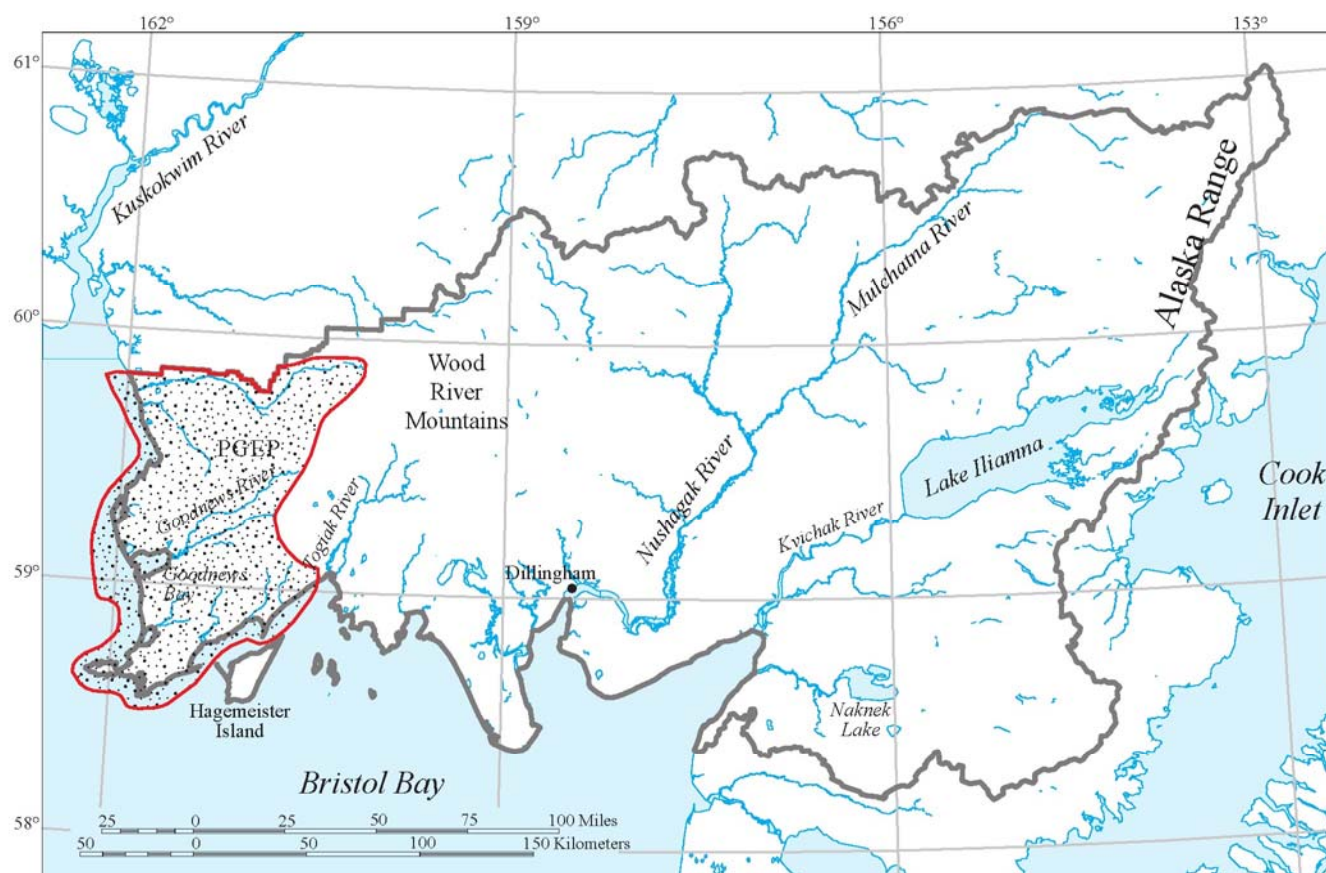 162°
159°
156°
153°
61°
Kuskokwim River
Alaska Range
Mulchatna River
60°
Wood
River
Mountains
PGEP
Goodnews River
Togiak River
Nushagak River
Lake Iliamna
Kvichak River
Cook
Inlet
59°
Goodnews
Bay
Dillingham
Hagemeister
Island
Naknek
Lake
Bristol Bay
58°
25 0 25 50 75 100 Miles
50 0 50 100 150 Kilometers